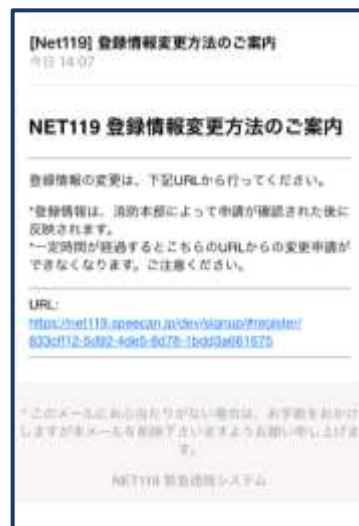 [Net119] 登録情報変更方法のご案内
今日 14:07
NET119 登録情報変更方法のご案内
登録情報の変更は、下記URLから行ってください。
*登録情報は、消防本部によって申請が確認された後に
反映されます。
*一定時間が経過するとこちらのURLからの変更申請が
できなくなります。ご注意ください。
URL:
https://net119.speecan.jp/dev/signup/#register/
*このメールにお心当たりがない場合は、お手数をおかけ
しますが本メールを削除下さいますようお願い申し上げま
す。
NET119 緊急通報システム